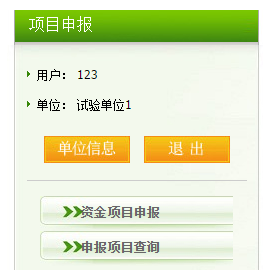 项目申报
用户： 123
单位： 试验单位1
单位信息 退 出
资金项目申报
申报项目查询